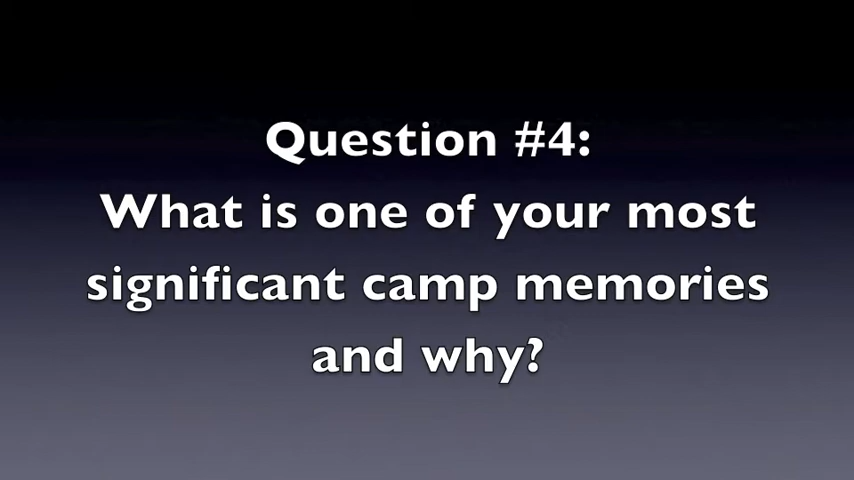 Question #4:
What is one of your most
significant camp memories
and why?